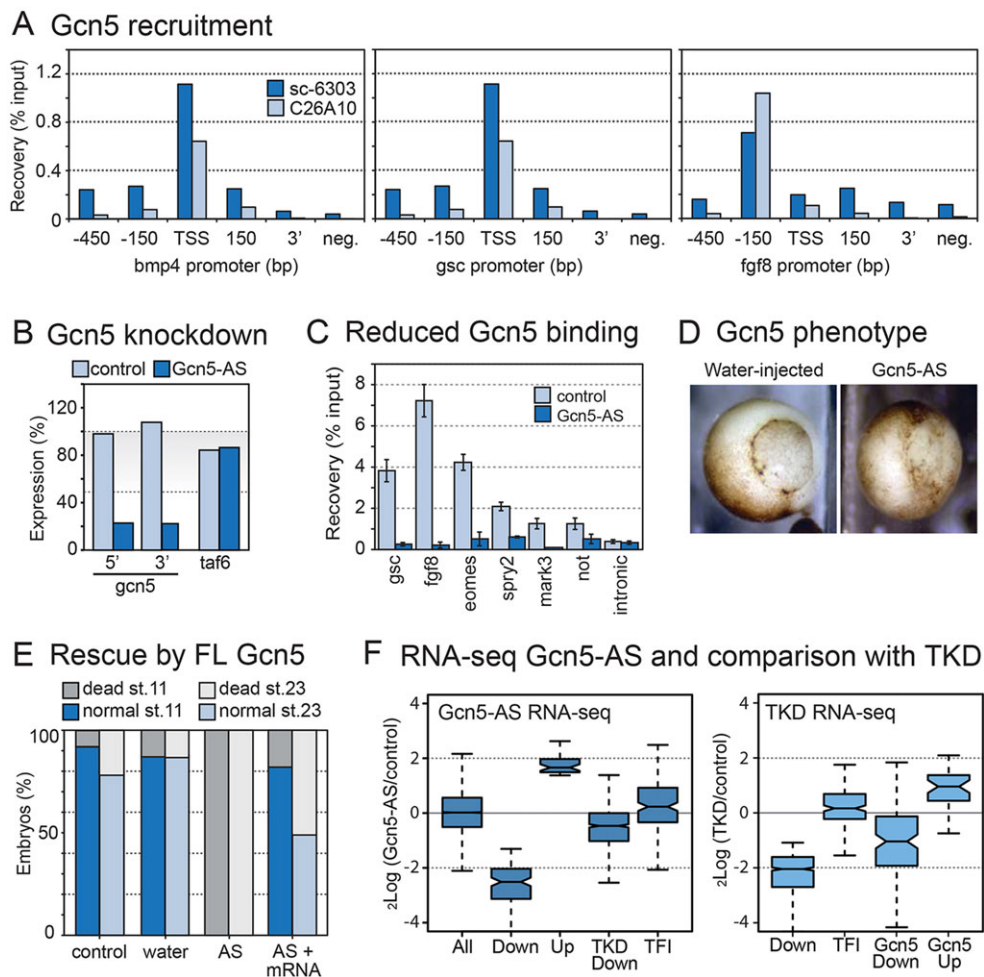 A Gcn5 recruitment
Recovery (% input)
1.2
0.8
0.4
0
sc-6303
C26A10
-450 -150 TSS 150 3' neg.
bmp4 promoter (bp)
-450 -150 TSS 150 3' neg.
gsc promoter (bp)
-450 -150 TSS 150 3' neg.
fgf8 promoter (bp)
B Gcn5 knockdown
control Gcn5-AS
Expression (%)
120
80
40
0
5' 3' taf6
gcn5
C Reduced Gcn5 binding
Recovery (% input)
8
6
4
2
0
control
Gcn5-AS
gsc fgf8 eomes spry2 mark3 not intronic
D Gcn5 phenotype
Water-injected Gcn5-AS
E Rescue by FL Gcn5
dead st.11 dead st.23
normal st.11 normal st.23
Embryos (%)
100
50
0
control water AS AS + mRNA
F RNA-seq Gcn5-AS and comparison with TKD
2Log (Gcn5-AS/control)
4
2
0
-2
-4
Gcn5-AS RNA-seq
All Down Up TKD Down TFI
2Log (TKD/control)
4
2
0
-2
-4
TKD RNA-seq
Down TFI Gcn5 Down Gcn5 Up